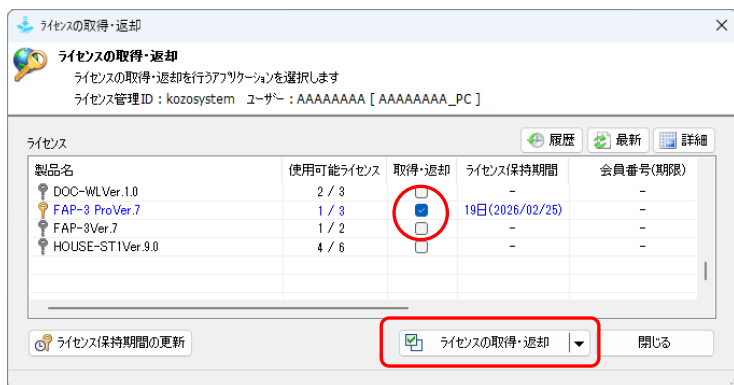 ライセンスの取得・返却
ライセンスの取得・返却
ライセンスの取得・返却を行うアプリケーションを選択します
ライセンス管理ID：kozosystem ユーザー：AAAAAAAA [ AAAAAAAA_PC ]
ライセンス 履歴 最新 詳細
製品名 使用可能ライセンス 取得・返却 ライセンス保持期間 会員番号(期限)
DOC-WLVer.1.0 2 / 3 - -
FAP-3 ProVer.7 1 / 3 19日(2026/02/25) -
FAP-3Ver.7 1 / 2 - -
HOUSE-ST1Ver.9.0 4 / 6 - -
ライセンス保持期間の更新 ライセンスの取得・返却 閉じる